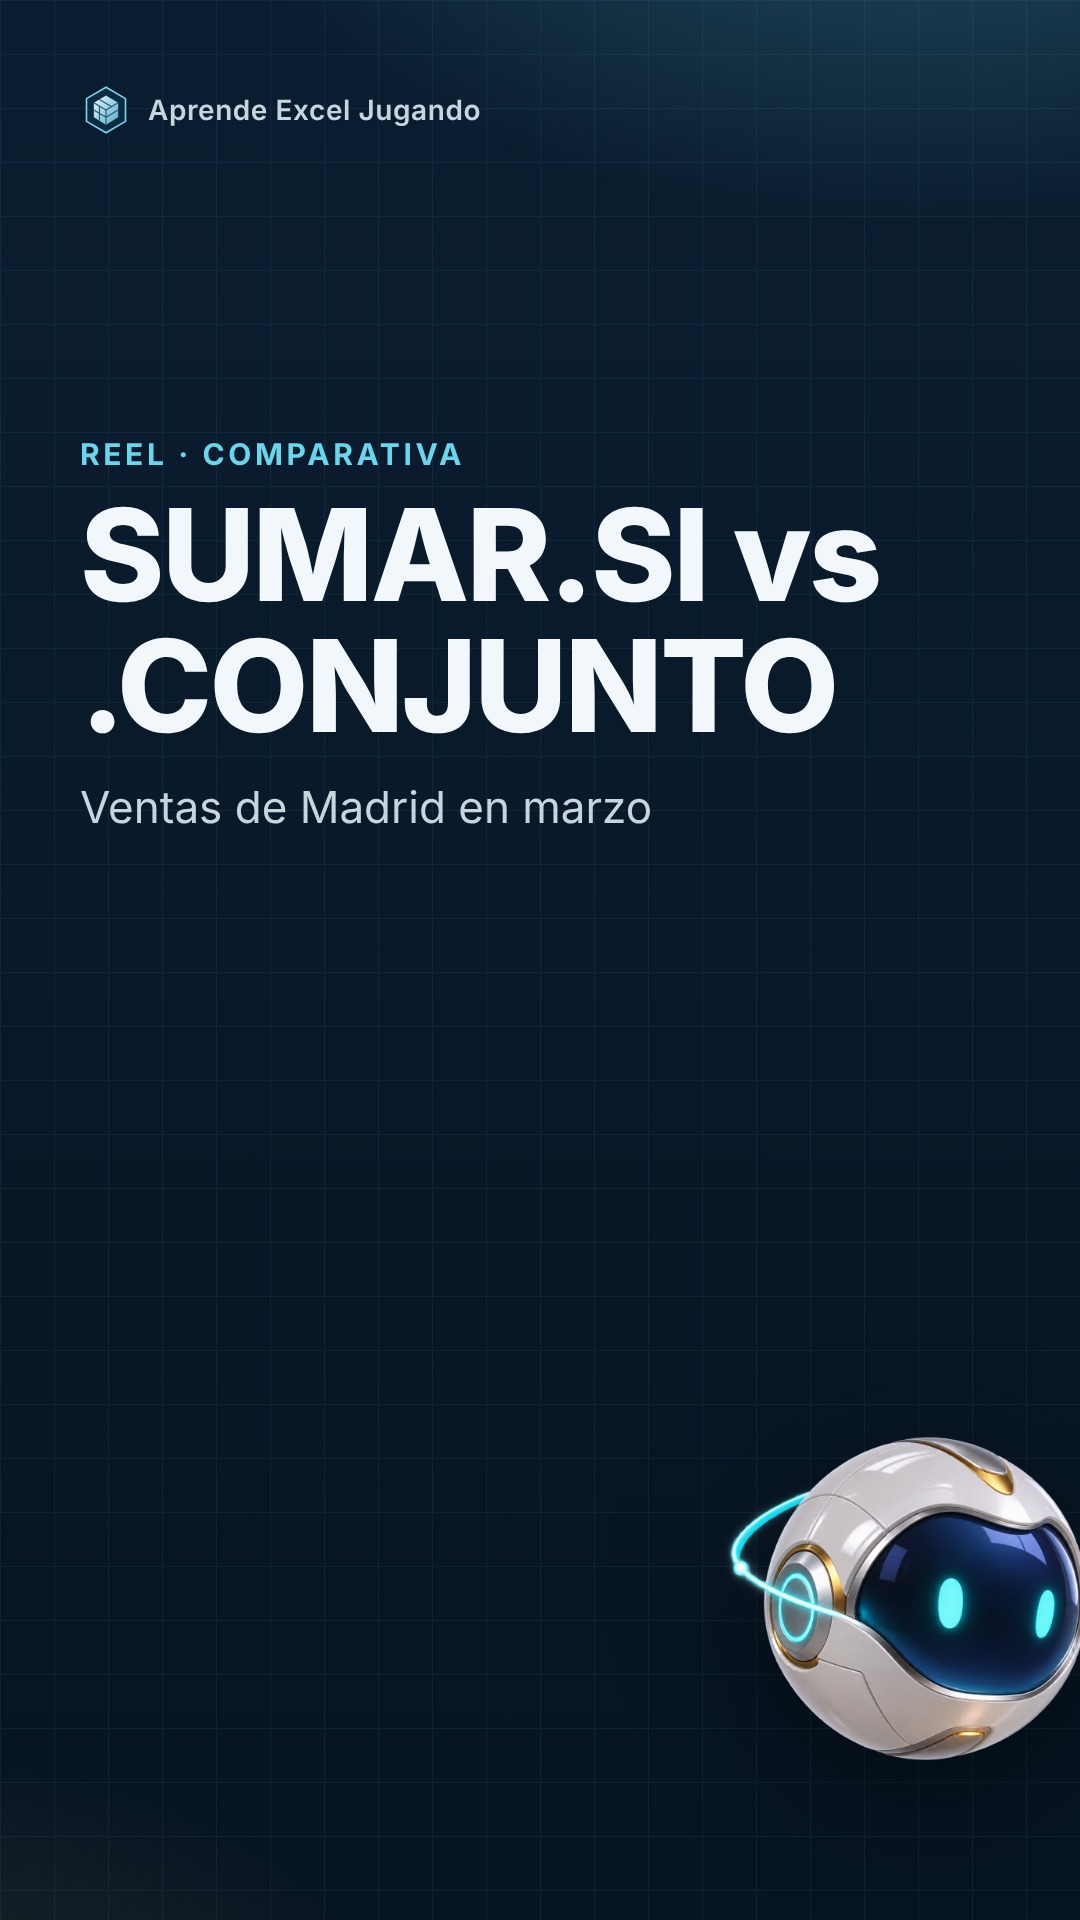 Aprende Excel Jugando
REEL · COMPARATIVA
SUMAR.SI vs
.CONJUNTO
Ventas de Madrid en marzo